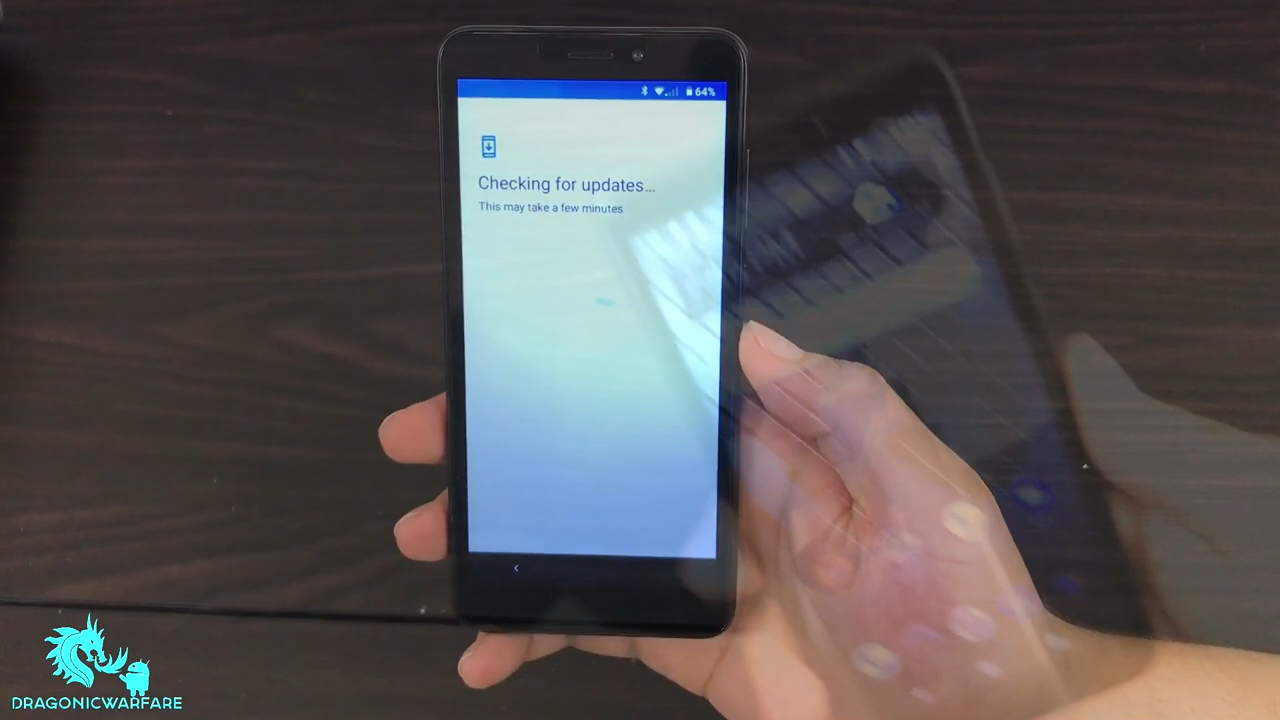 64%
Checking for updates...
This may take a few minutes
DRAGONICWARFARE